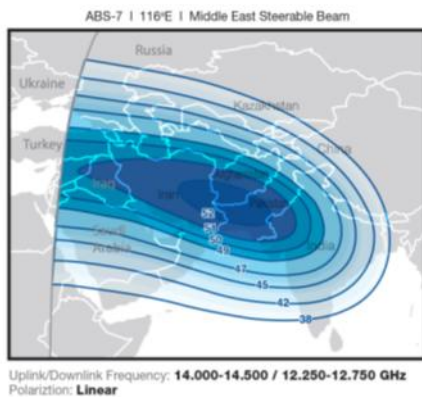 ABS-7 | 116ºE | Middle East Steerable Beam
Russia
Ukraine
Kazakhstan
Turkey
China
Iraq
Iran
52
51
50
49
Saudi
Arabia
India
47
45
42
38
Uplink/Downlink Frequency: 14.000-14.500 / 12.250-12.750 GHz
Polariztion: Linear